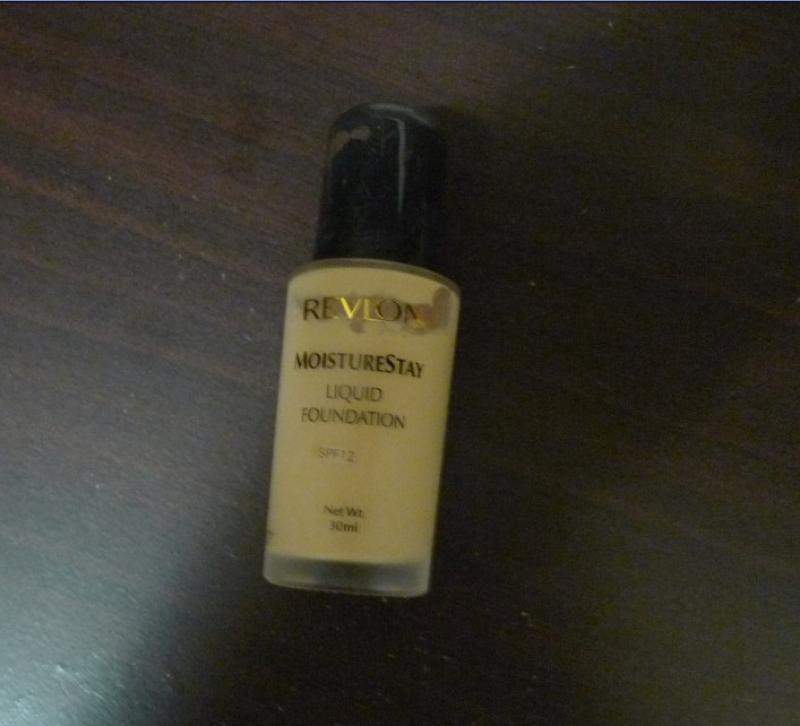 REVLON
MOISTURESTAY
LIQUID
FOUNDATION
SPF12
Net Wt.
30ml